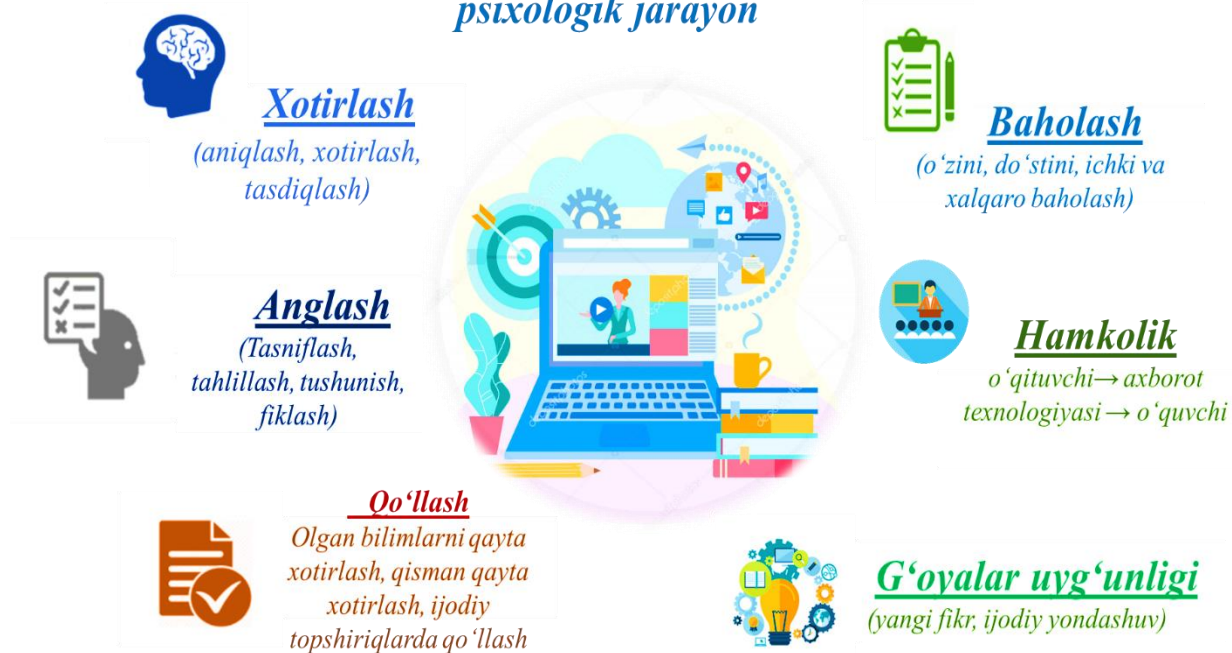 psixologik jarayon
Xotirlash
(aniqlash, xotirlash,
tasdiqlash)
Anglash
(Tasniflash,
tahlillash, tushunish,
fiklash)
Qo‘llash
Olgan bilimlarni qayta
xotirlash, qisman qayta
xotirlash, ijodiy
topshiriqlarda qo‘llash
Baholash
(o‘zini, do‘stini, ichki va
xalqaro baholash)
Hamkolik
o‘qituvchi→ axborot
texnologiyasi → o‘quvchi
G‘oyalar uyg‘unligi
(yangi fikr, ijodiy yondashuv)